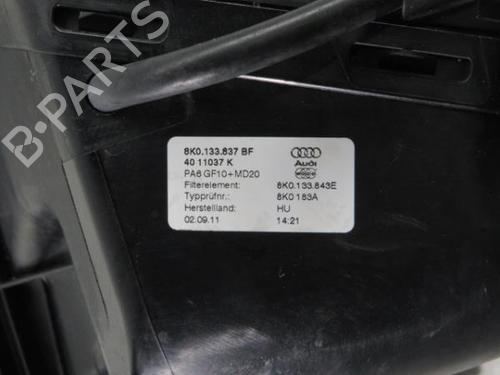 B-PARTS
8K0.133.837 BF
40 11037 K
PA6 GF10+MD20
Audi
Filterelement: 8K0.133.843E
Typprüfnr.: 8K0 183A
Herstellland: HU
02.09.11 14:21